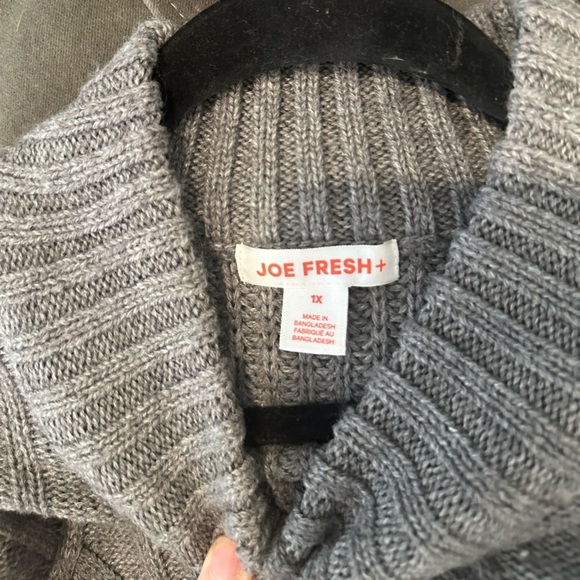 JOE FRESH+
1X
MADE IN
BANGLADESH
FABRIQUÉ AU
BANGLADESH